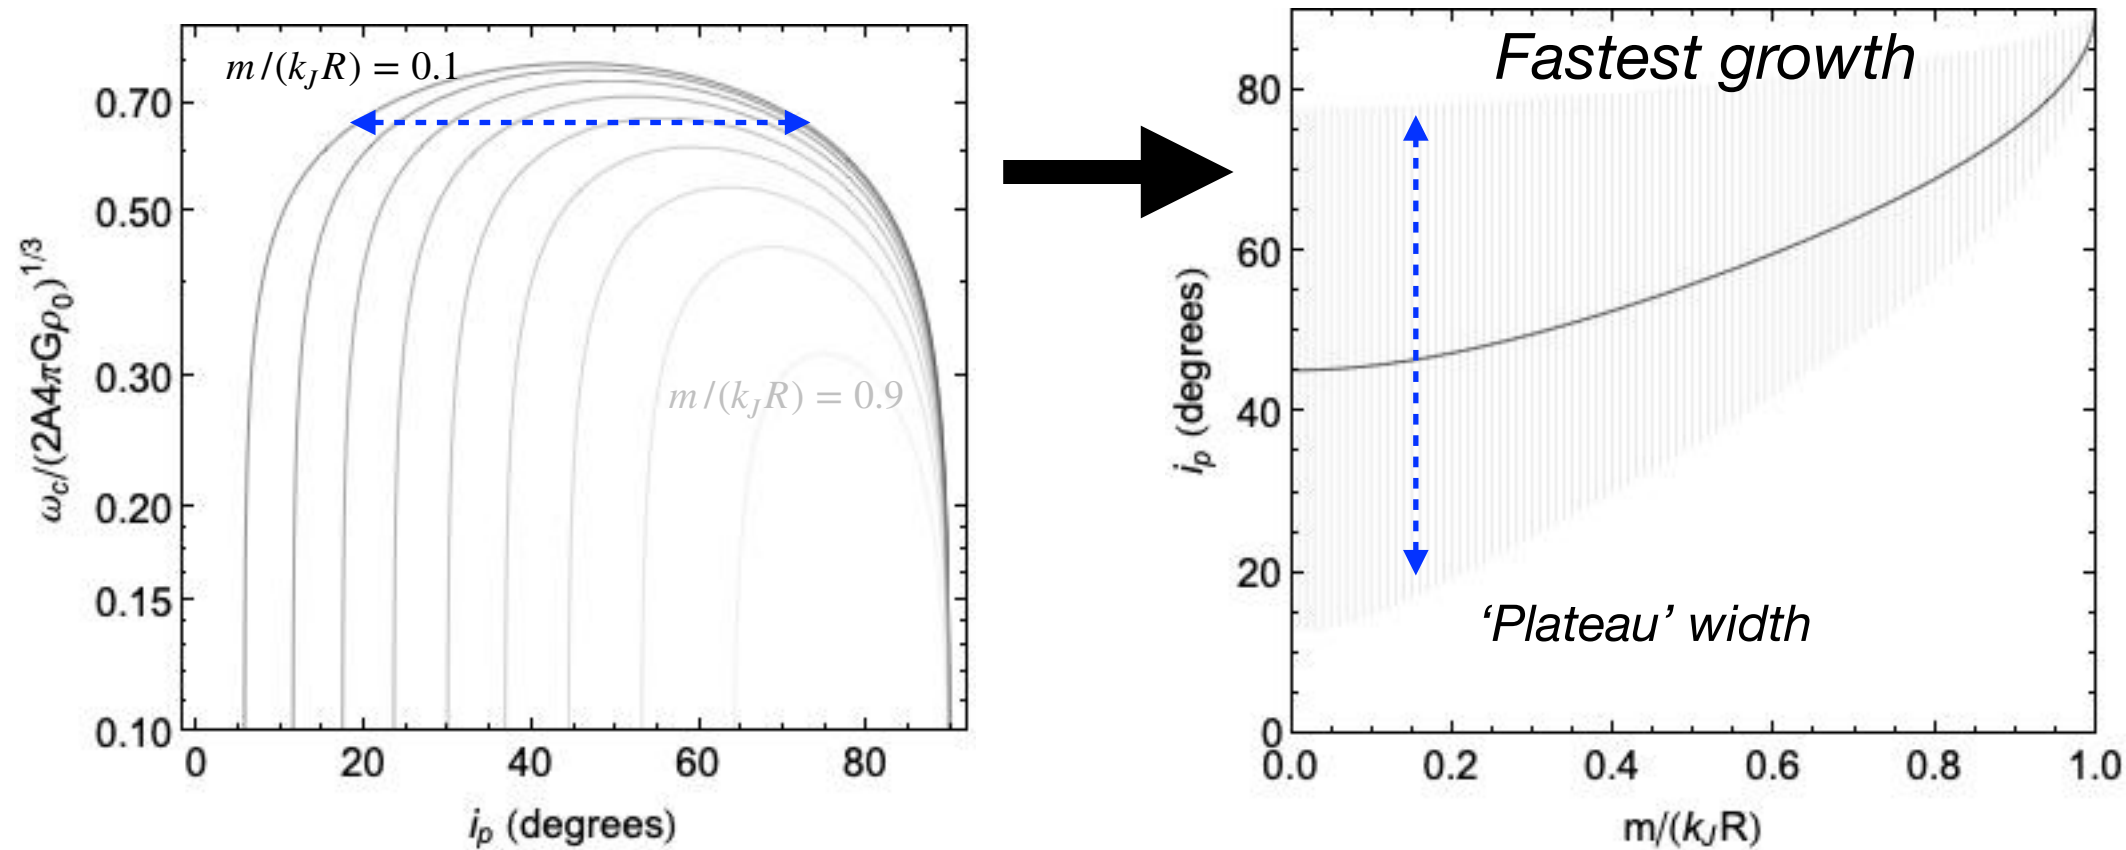 m/(k_J R) = 0.1
0.70
0.50
0.30
0.20
0.15
0.10
ω_c/(2A4πGρ_0)^{1/3}
m/(k_J R) = 0.9
0 20 40 60 80
i_p (degrees)
Fastest growth
80
60
40
20
0
i_p (degrees)
‘Plateau’ width
0.0 0.2 0.4 0.6 0.8 1.0
m/(k_J R)